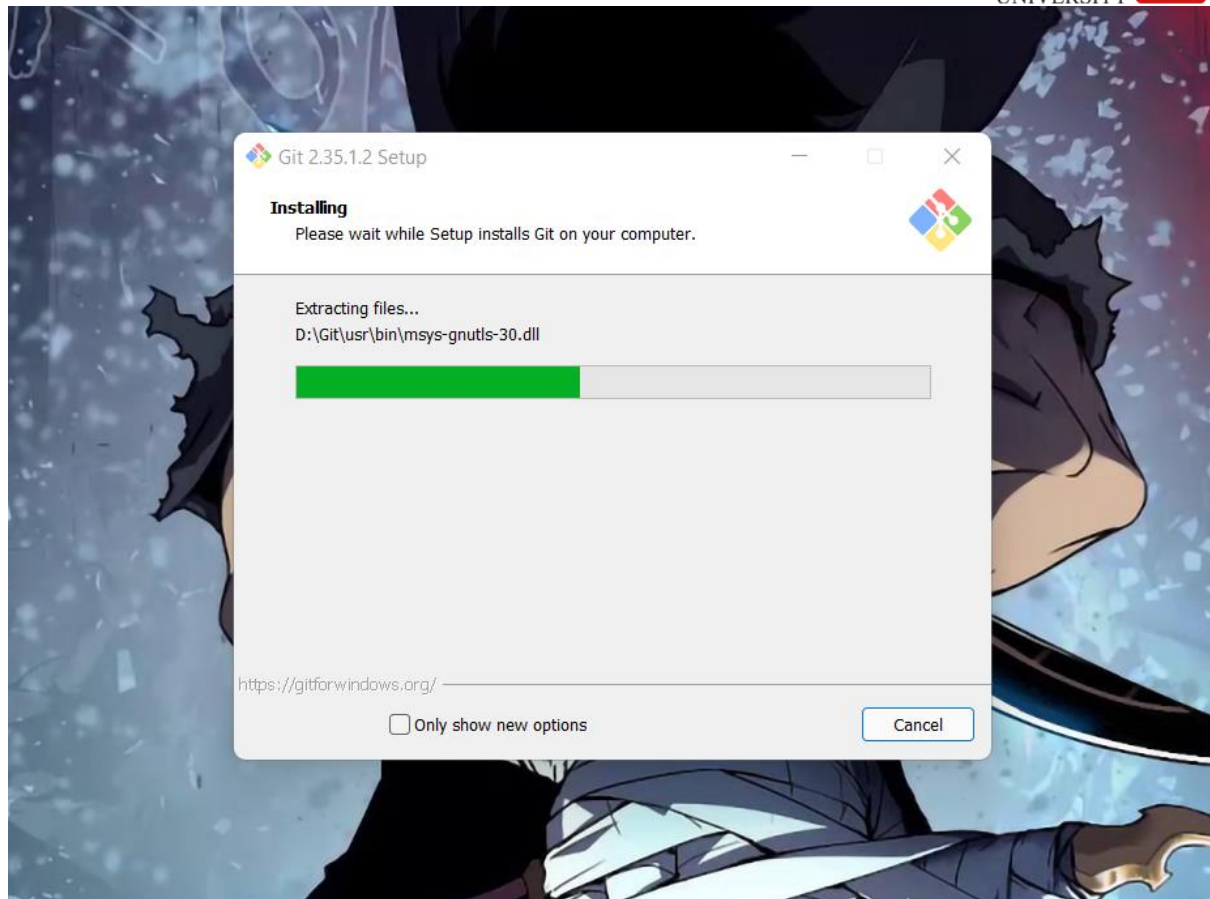 UNIVERSITY
Git 2.35.1.2 Setup
Installing
Please wait while Setup installs Git on your computer.
Extracting files...
D:\Git\usr\bin\msys-gnutls-30.dll
https://gitforwindows.org/
Only show new options
Cancel